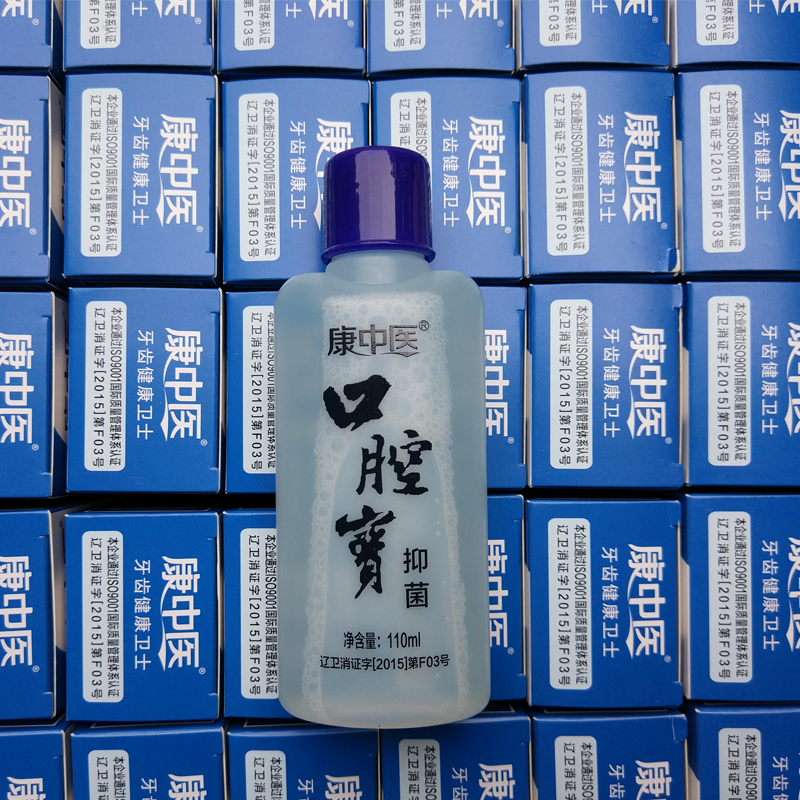 康中医®
口腔寶
抑菌
净含量：110ml
辽卫消证字[2015]第F03号
康中医®
牙齿健康卫士
本企业通过ISO9001国际质量管理体系认证
辽卫消证字[2015]第F03号